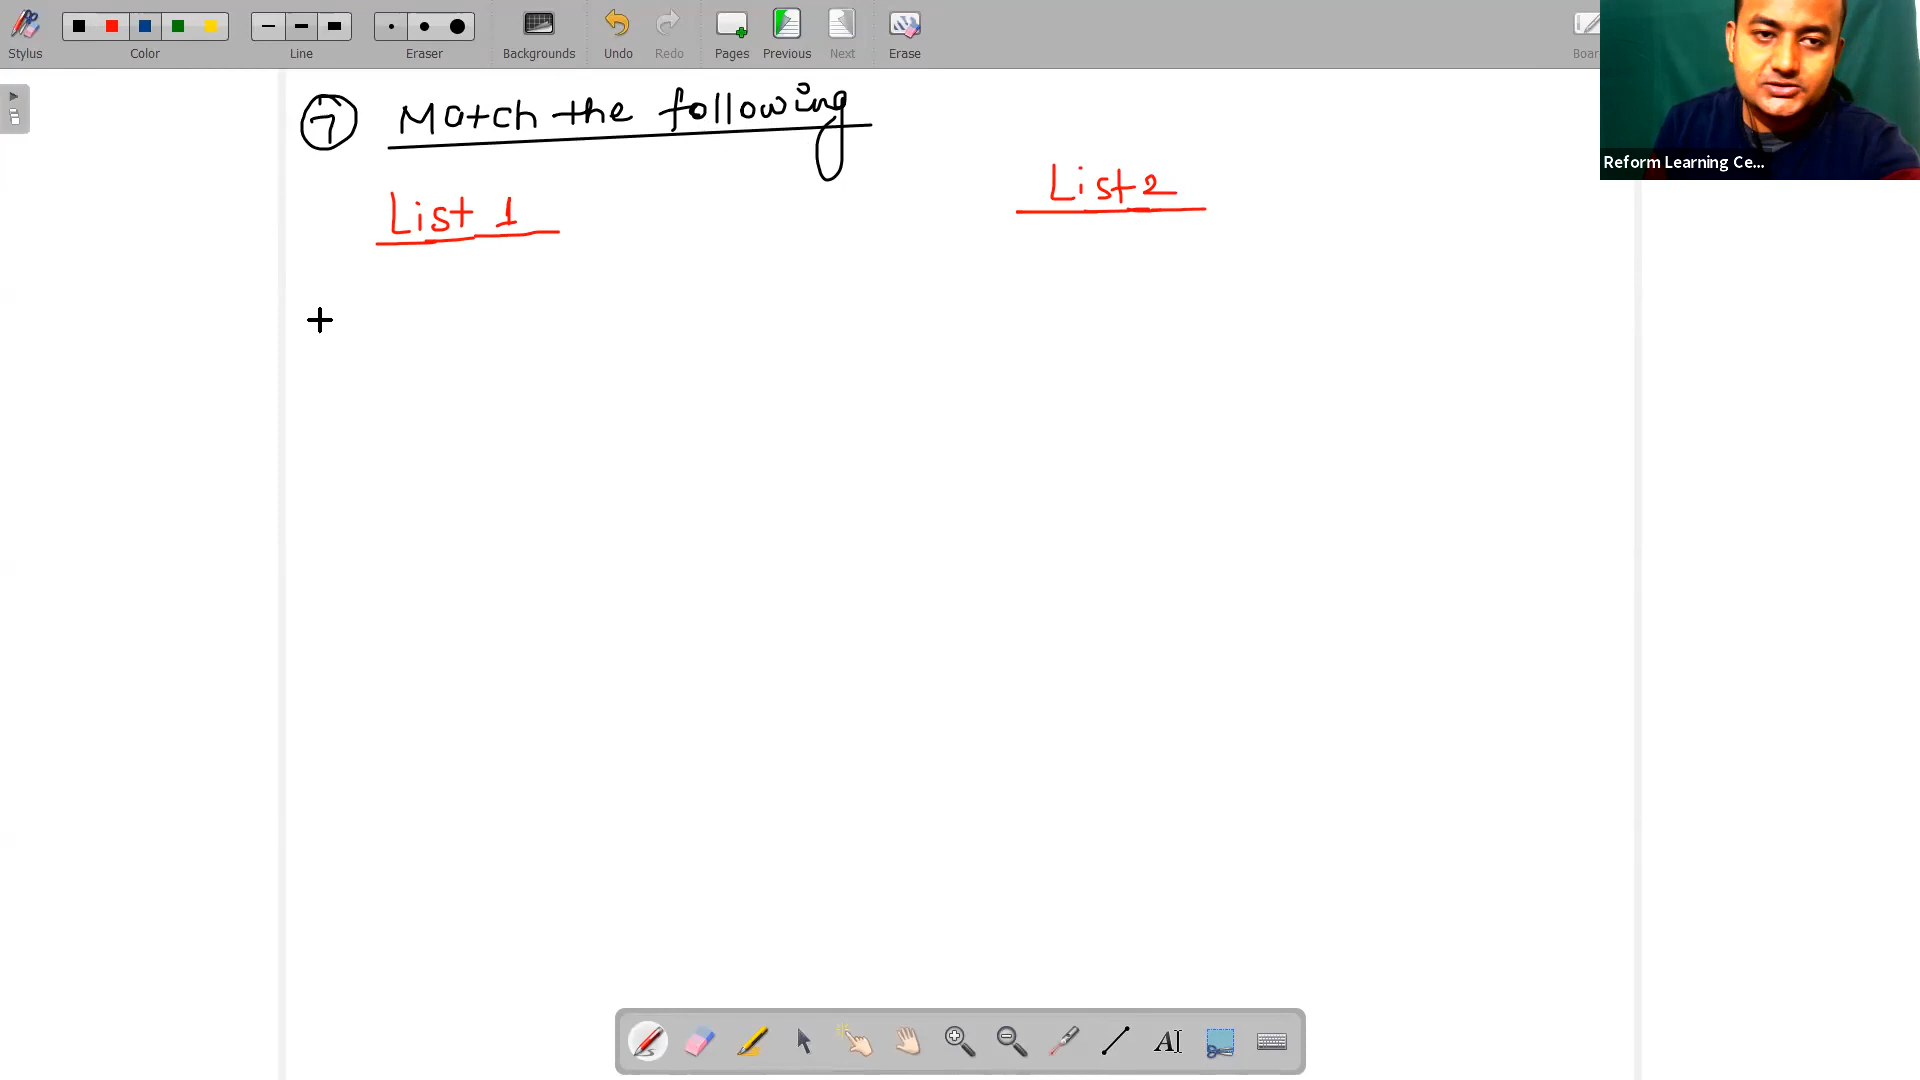 Stylus
Color
Line
Eraser
Backgrounds
Undo
Redo
Pages
Previous
Next
Erase
Boar
Reform Learning Ce...
7 Match the following
List 1
List 2